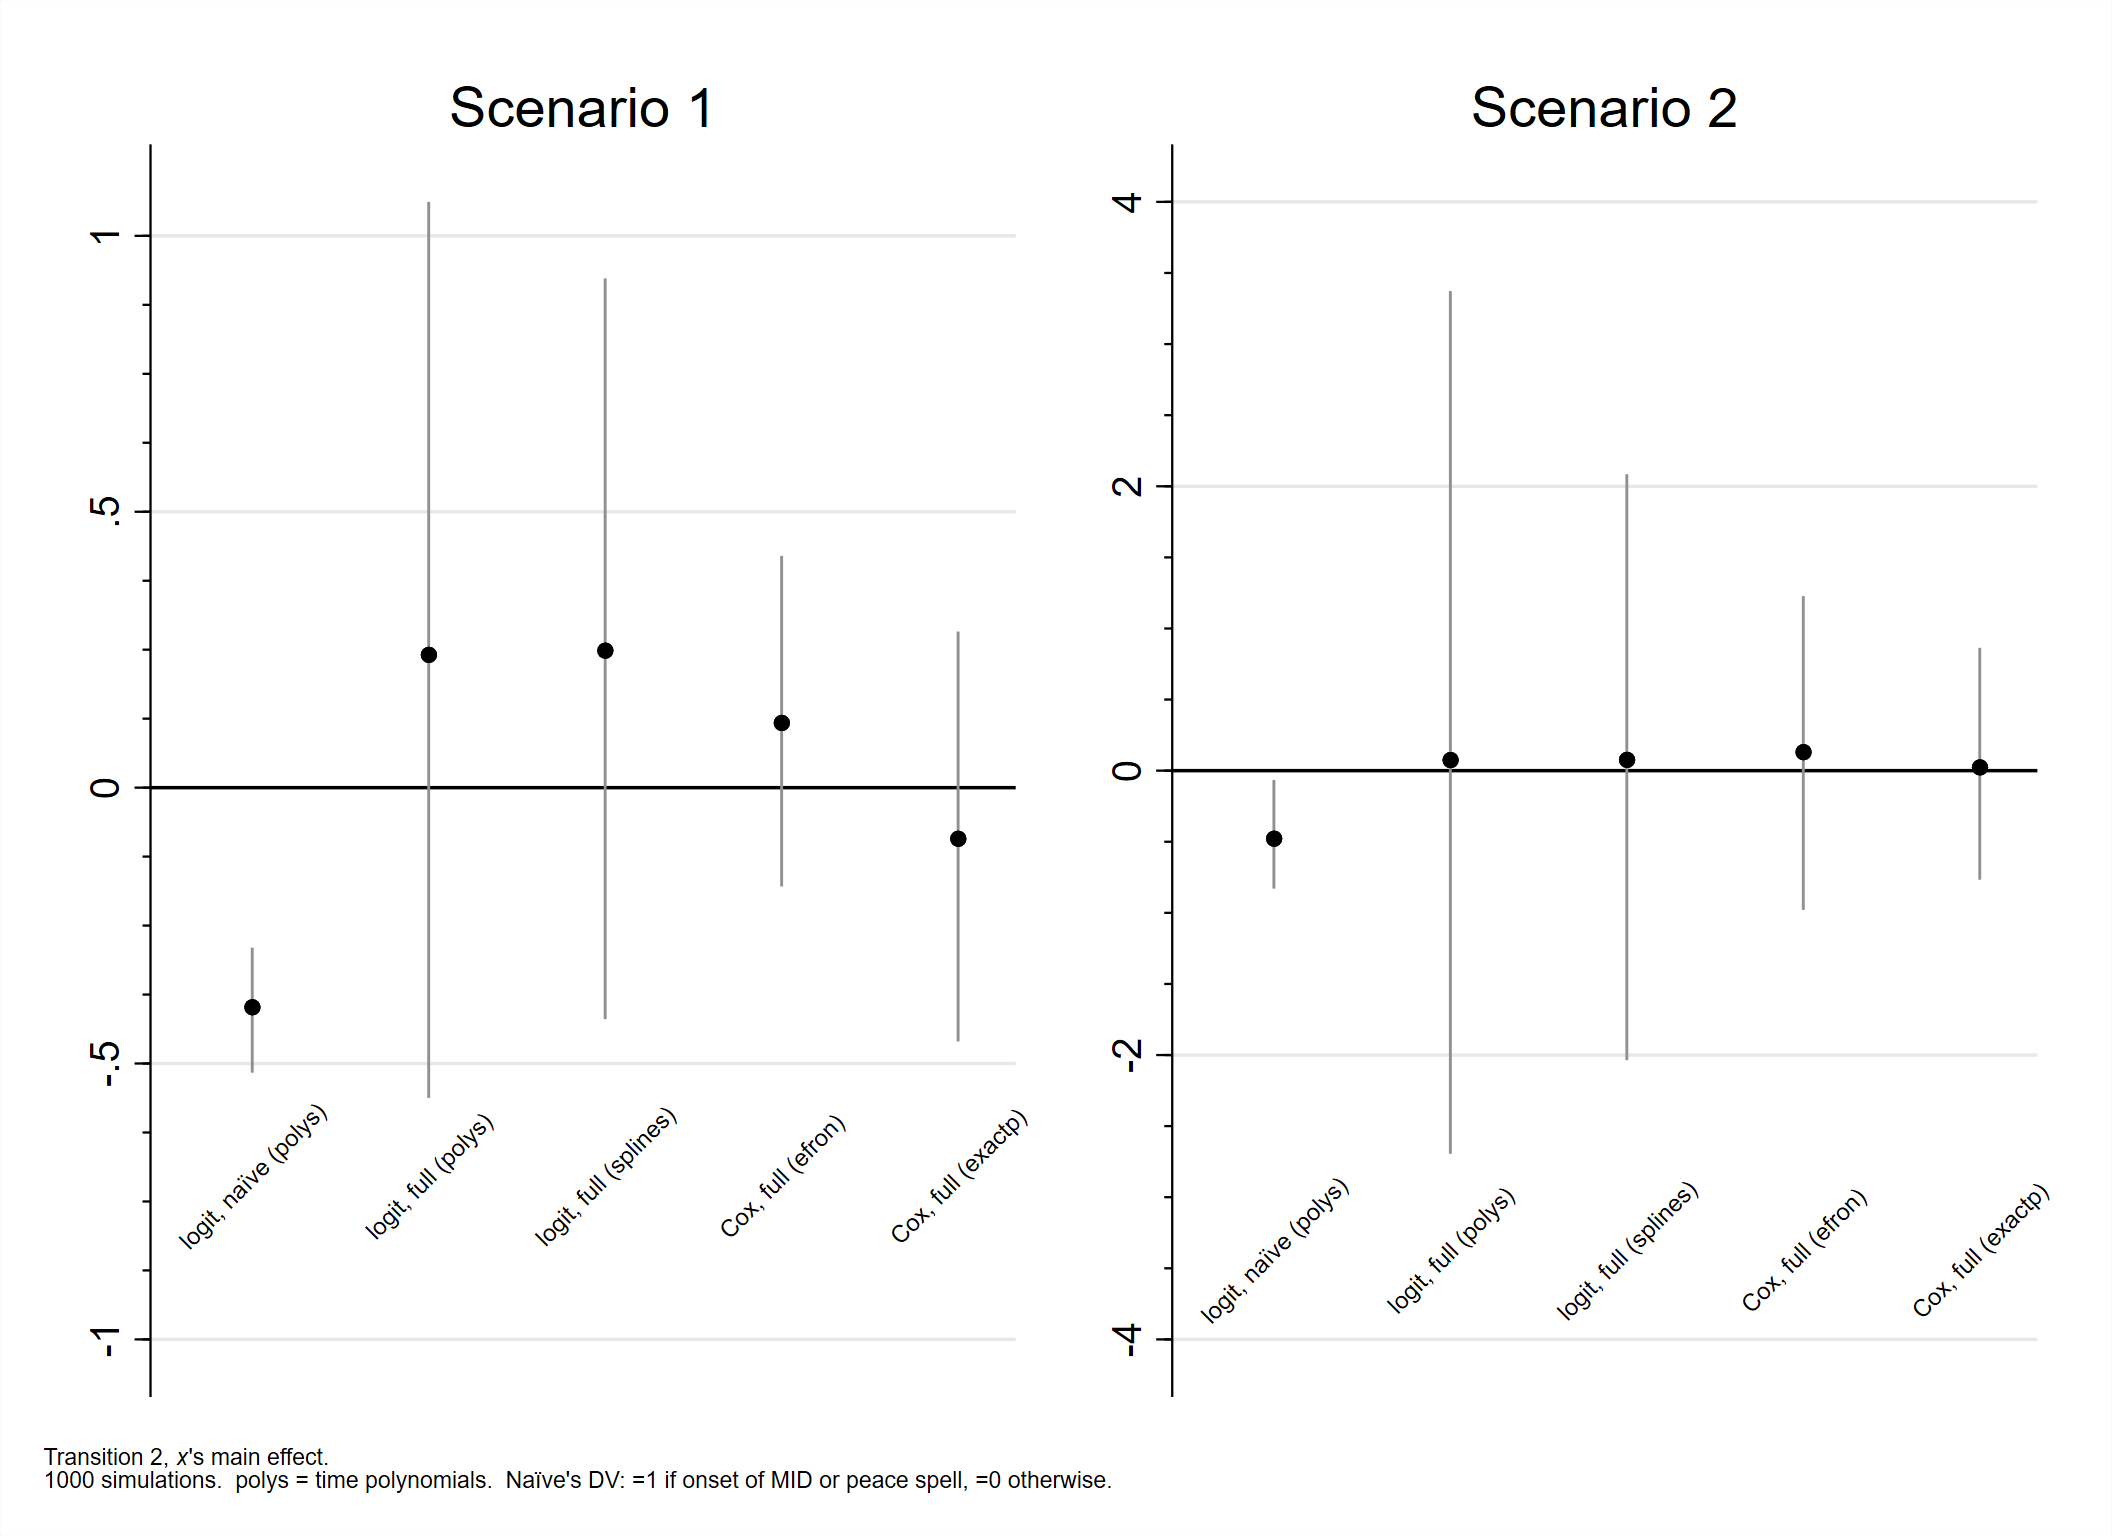 Scenario 1
1
.5
0
-.5
-1
logit, naïve (polys)
logit, full (polys)
logit, full (splines)
Cox, full (efron)
Cox, full (exactp)
Scenario 2
4
2
0
-2
-4
logit, naïve (polys)
logit, full (polys)
logit, full (splines)
Cox, full (efron)
Cox, full (exactp)
Transition 2, x's main effect.
1000 simulations.  polys = time polynomials.  Naïve's DV: =1 if onset of MID or peace spell, =0 otherwise.